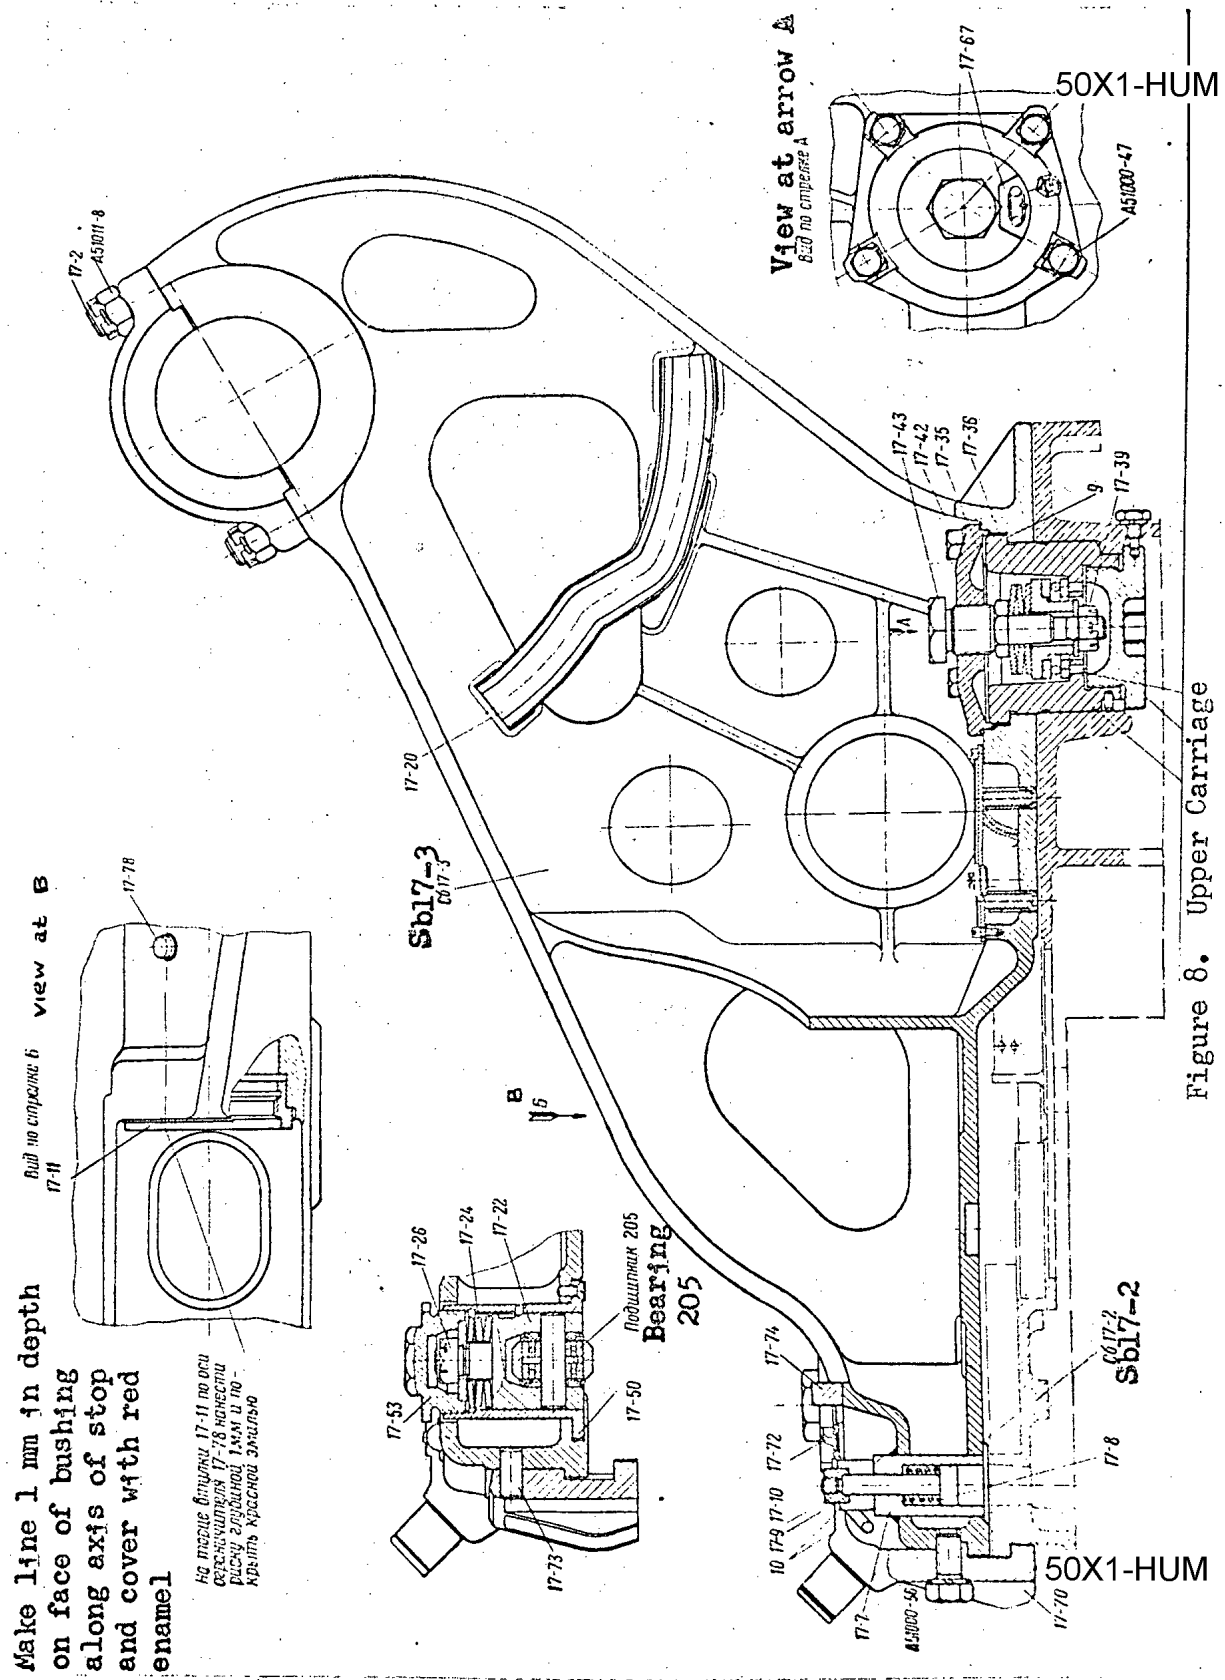 Make line 1 mm in depth
on face of bushing
along axis of stop
and cover with red
enamel
На торце втулки 17-11 по оси
ограничителя 17-78 нанести
риску глубиной 1мм и по-
крыть красной эмалью
Вид по стрелке Б
view at B
17-11
17-78
17-2
А51011-8
View at arrow A
Вид по стрелке А
17-67
50X1-HUM
А51000-47
17-20
Sb17-3
Сб17-3
B
Б
17-43
17-42
17-35
17-36
9
17-39
А
17-26
17-24
17-22
17-53
Подшипник 205
Bearing
205
17-50
17-73
17-74
17-72
17-10
17-9
10
17-7
А51000-56
17-8
17-70
Сб17-2
Sb17-2
50X1-HUM
Figure 8. Upper Carriage